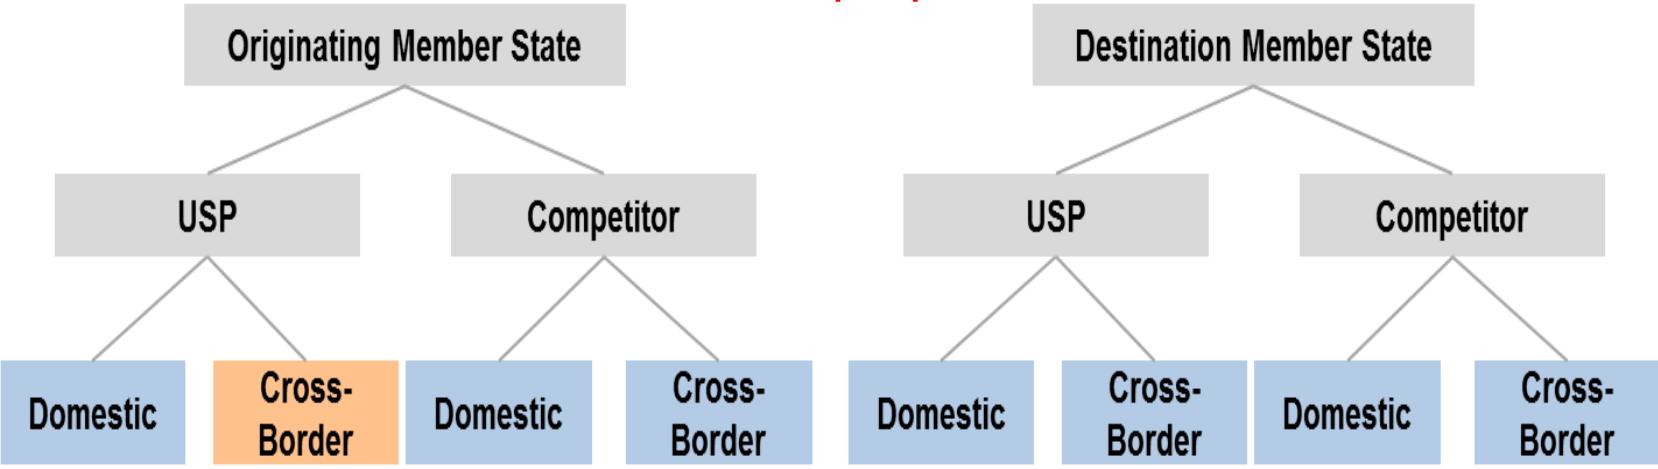 Originating Member State
Destination Member State
USP
Competitor
USP
Competitor
Domestic
Cross-
Border
Domestic
Cross-
Border
Domestic
Cross-
Border
Domestic
Cross-
Border